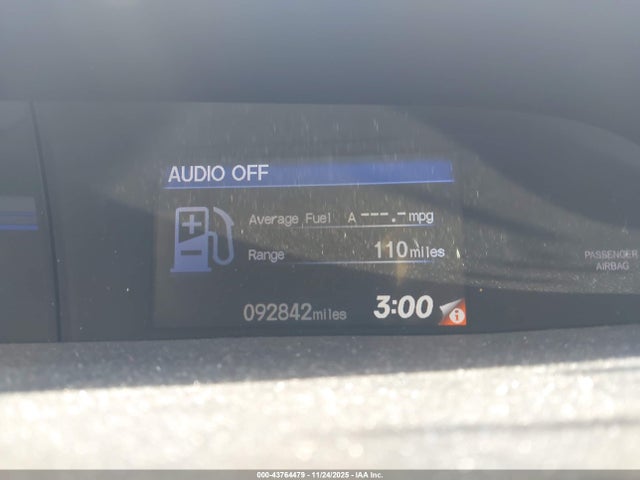 AUDIO OFF
Average Fuel A ---.- mpg
Range 110 miles
092842 miles 3:00
PASSENGER
AIRBAG
000-43764479 - 11/24/2025 - IAA Inc.